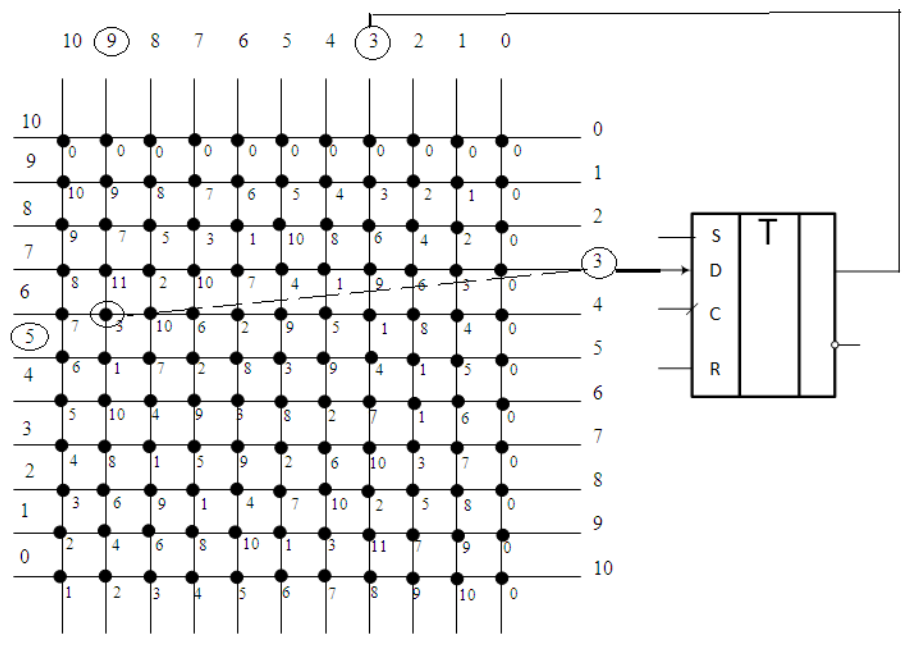 10 9 8 7 6 5 4 3 2 1 0
10 0
0 0 0 0 0 0 0 0 0 0 0
9 1
10 9 8 7 6 5 4 3 2 1 0
8 2
9 7 5 3 1 10 8 6 4 2 0
7 3
8 11 2 10 7 4 1 9 6 3 0
6 4
7 3 10 6 2 9 5 1 8 4 0
5 5
6 1 7 2 8 3 9 4 1 5 0
4 6
5 10 4 9 3 8 2 7 1 6 0
3 7
4 8 1 5 9 2 6 10 3 7 0
2 8
3 6 9 1 4 7 10 2 5 8 0
1 9
2 4 6 8 10 1 3 11 7 9 0
0 10
1 2 3 4 5 6 7 8 9 10 0
S T
D
C
R